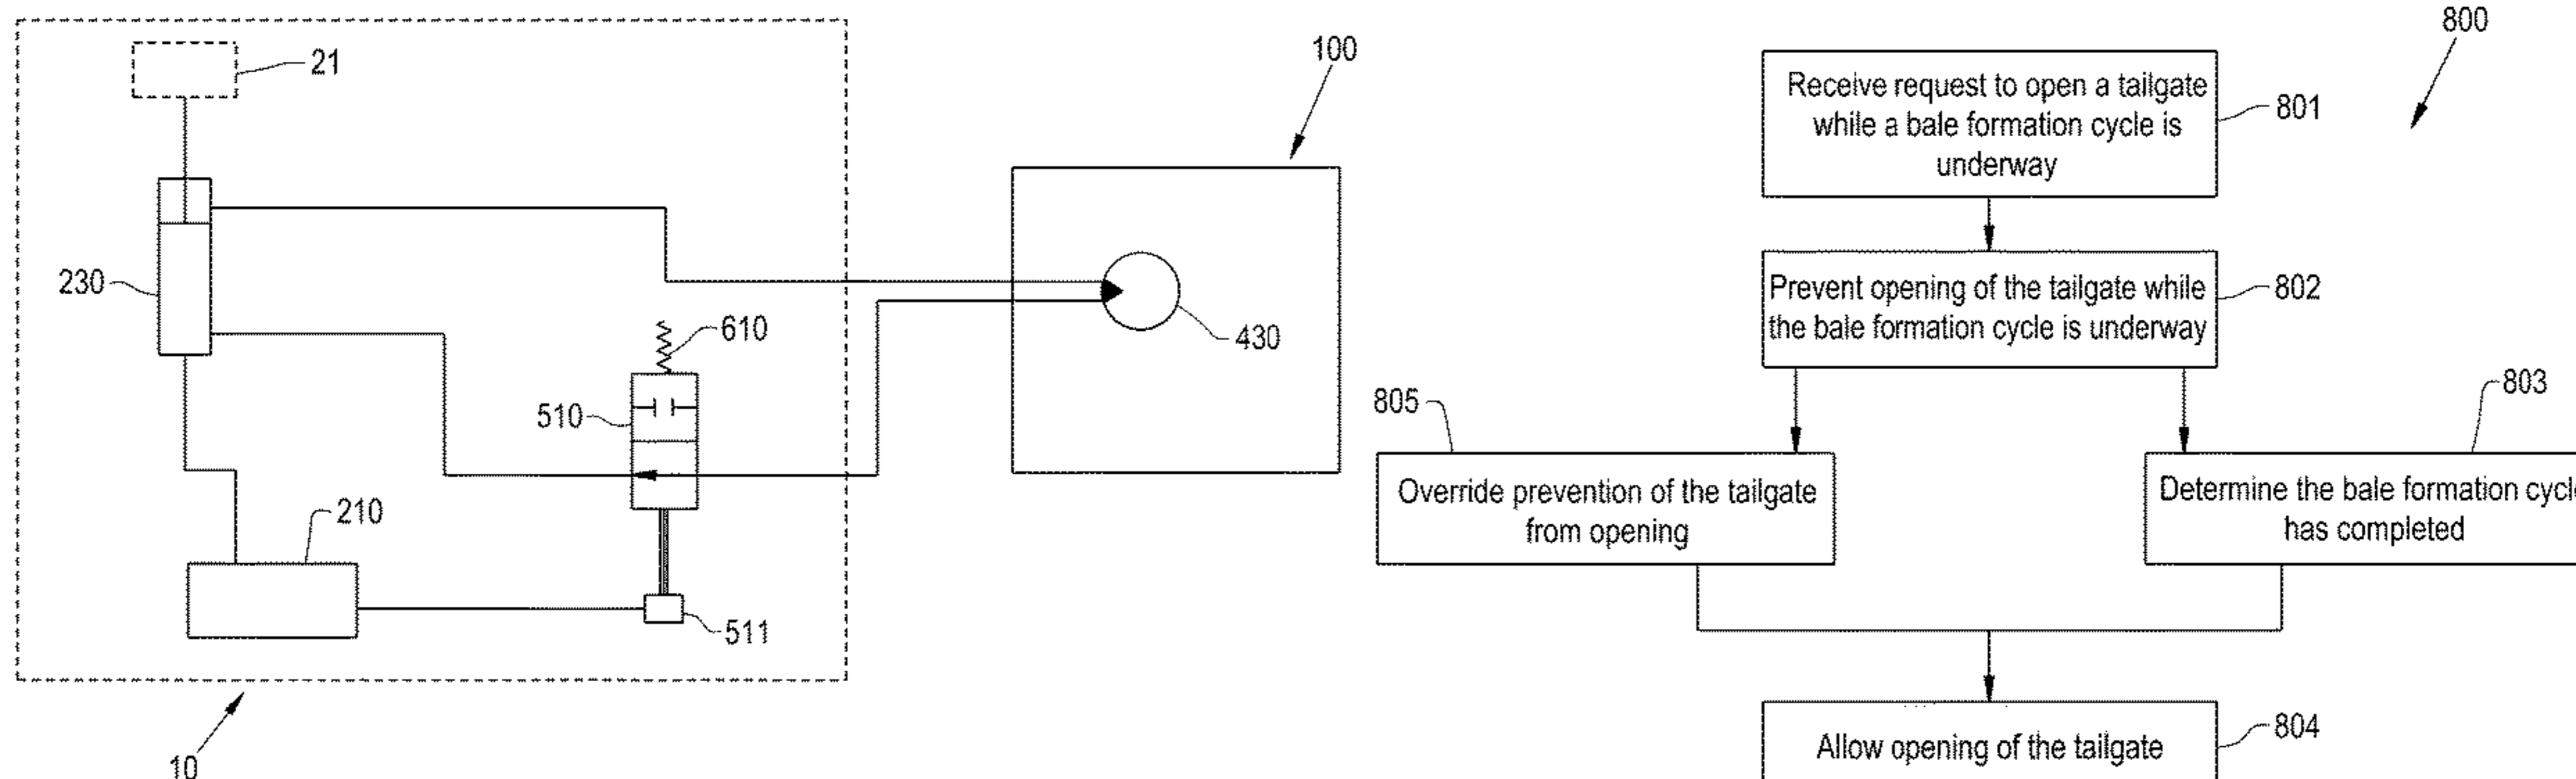 21
230
610
510
210
511
10
100
430
800
Receive request to open a tailgate
while a bale formation cycle is
underway
801
Prevent opening of the tailgate while
the bale formation cycle is underway
802
805
803
Override prevention of the tailgate
from opening
Determine the bale formation cycle
has completed
Allow opening of the tailgate
804